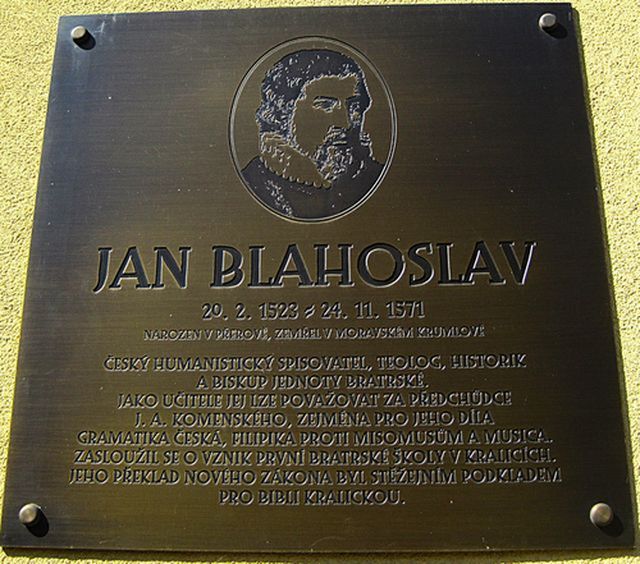 JAN BLAHOSLAV
20. 2. 1523 - 24. 11. 1571
NAROZEN V PŘEROVĚ, ZEMŘEL V MORAVSKÉM KRUMLOVĚ
ČESKÝ HUMANISTICKÝ SPISOVATEL, TEOLOG, HISTORIK
A BISKUP JEDNOTY BRATRSKÉ.
JAKO UČITELE JEJ LZE POVAŽOVAT ZA PŘEDCHŮDCE
J. A. KOMENSKÉHO, ZEJMÉNA PRO JEHO DÍLA
GRAMATIKA ČESKÁ, FILIPIKA PROTI MISOMUSŮM A MUSICA.
ZASLOUŽIL SE O VZNIK PRVNÍ BRATRSKÉ ŠKOLY V KRALICÍCH.
JEHO PŘEKLAD NOVÉHO ZÁKONA BYL STĚŽEJNÍM PODKLADEM
PRO BIBLI KRALICKOU.